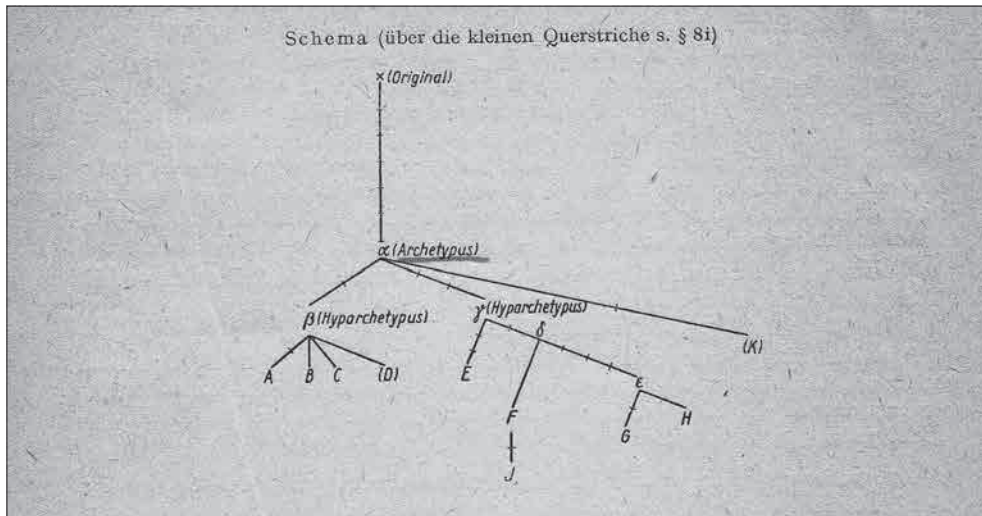 Schema (über die kleinen Querstriche s. § 8i)
× (Original)
α (Archetypus)
β (Hyparchetypus)
γ (Hyparchetypus)
δ
(K)
A B C (D) E
ε
F
G H
J